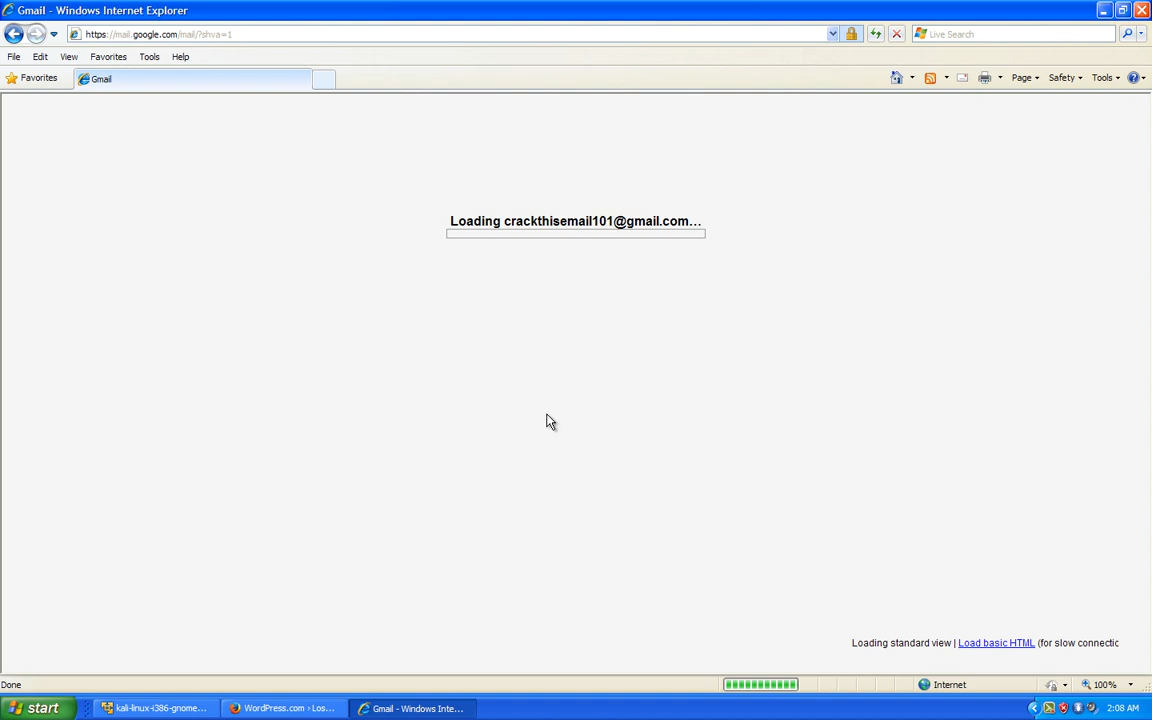 Gmail - Windows Internet Explorer
https://mail.google.com/mail/?shva=1
Live Search
File Edit View Favorites Tools Help
Favorites Gmail Page Safety Tools
Loading crackthisemail101@gmail.com...
Loading standard view | Load basic HTML (for slow connectic
Done Internet 100%
start kali-linux-i386-gnome... WordPress.com › Los... Gmail - Windows Inte... 2:08 AM